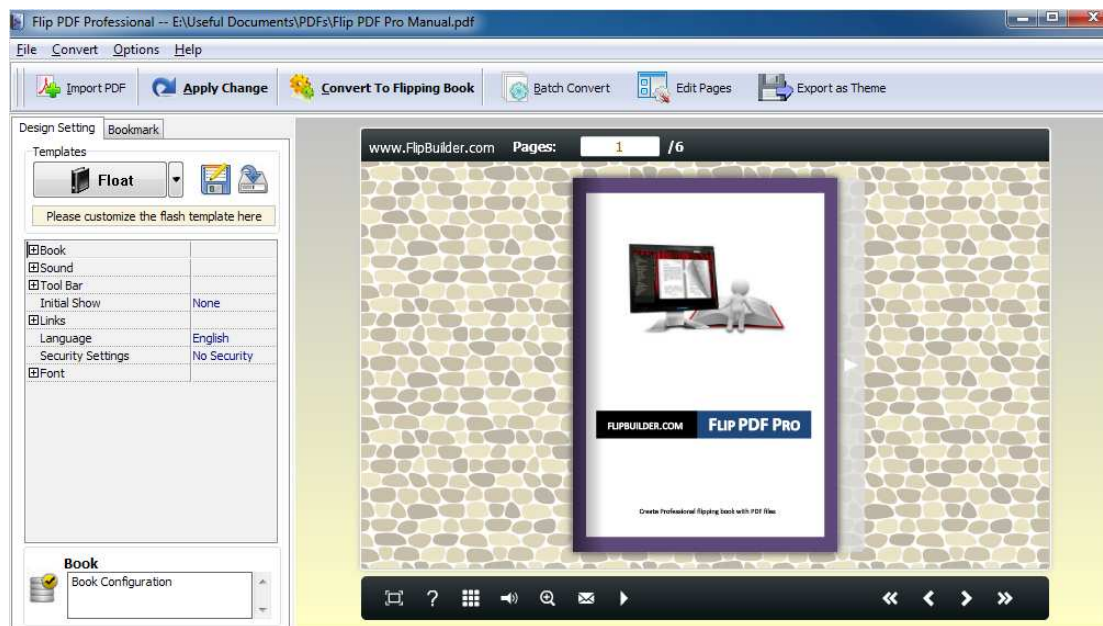 Flip PDF Professional -- E:\Useful Documents\PDFs\Flip PDF Pro Manual.pdf
File Convert Options Help
Import PDF Apply Change Convert To Flipping Book Batch Convert Edit Pages Export as Theme
Design Setting Bookmark
Templates
Float
Please customize the flash template here
Book
Sound
Tool Bar
Initial Show None
Links
Language English
Security Settings No Security
Font
Book
Book Configuration
www.FlipBuilder.com Pages: 1 /6
FLIPBUILDER.COM FLIP PDF PRO
Create Professional flipping book with PDF files